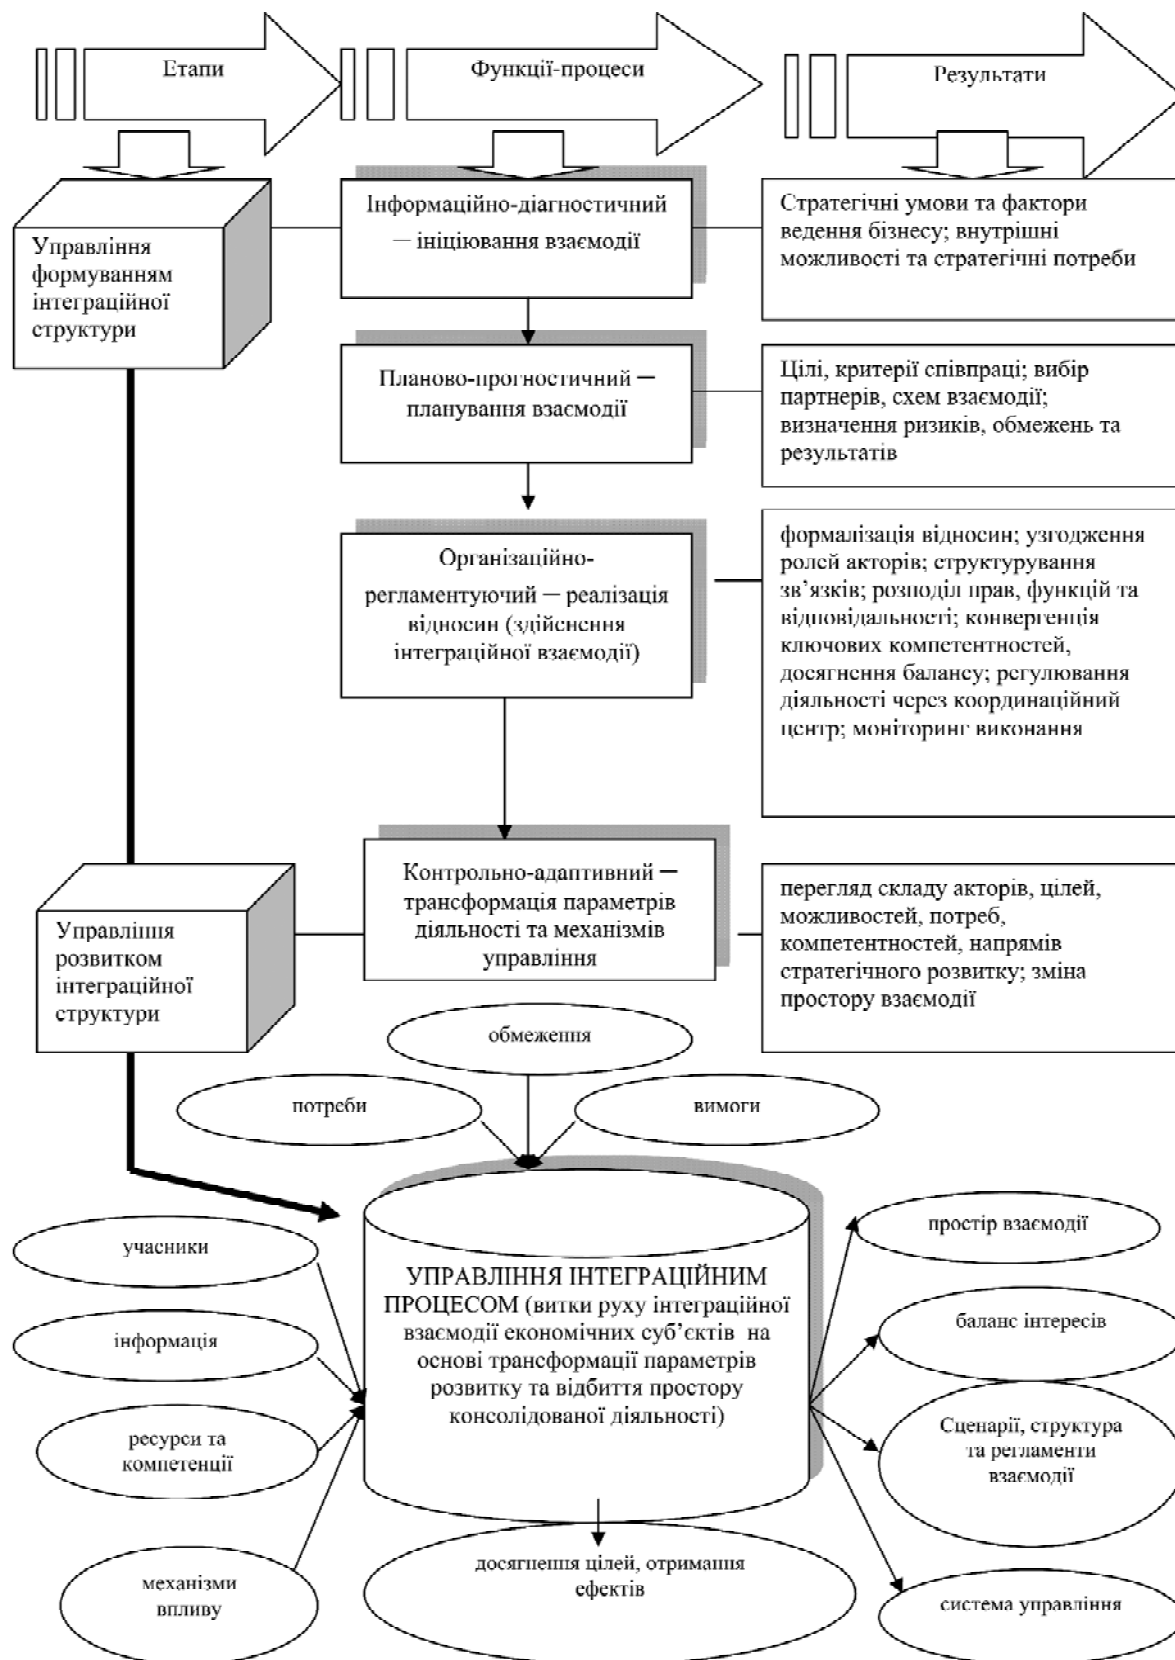 Етапи
Функції-процеси
Результати
Управління
формуванням
інтеграційної
структури
Інформаційно-діагностичний
— ініціювання взаємодії
Стратегічні умови та фактори
ведення бізнесу; внутрішні
можливості та стратегічні потреби
Планово-прогностичний —
планування взаємодії
Цілі, критерії співпраці; вибір
партнерів, схем взаємодії;
визначення ризиків, обмежень та
результатів
Організаційно-
регламентуючий — реалізація
відносин (здійснення
інтеграційної взаємодії)
формалізація відносин; узгодження
ролей акторів; структурування
зв’язків; розподіл прав, функцій та
відповідальності; конвергенція
ключових компетентностей,
досягнення балансу; регулювання
діяльності через координаційний
центр; моніторинг виконання
Управління
розвитком
інтеграційної
структури
Контрольно-адаптивний —
трансформація параметрів
діяльності та механізмів
управління
перегляд складу акторів, цілей,
можливостей, потреб,
компетентностей, напрямів
стратегічного розвитку; зміна
простору взаємодії
обмеження
потреби
вимоги
учасники
інформація
ресурси та
компетенції
механізми
впливу
УПРАВЛІННЯ ІНТЕГРАЦІЙНИМ
ПРОЦЕСОМ (витки руху інтеграційної
взаємодії економічних суб’єктів на
основі трансформації параметрів
розвитку та відбиття простору
консолідованої діяльності)
простір взаємодії
баланс інтересів
Сценарії, структура
та регламенти
взаємодії
система управління
досягнення цілей, отримання
ефектів